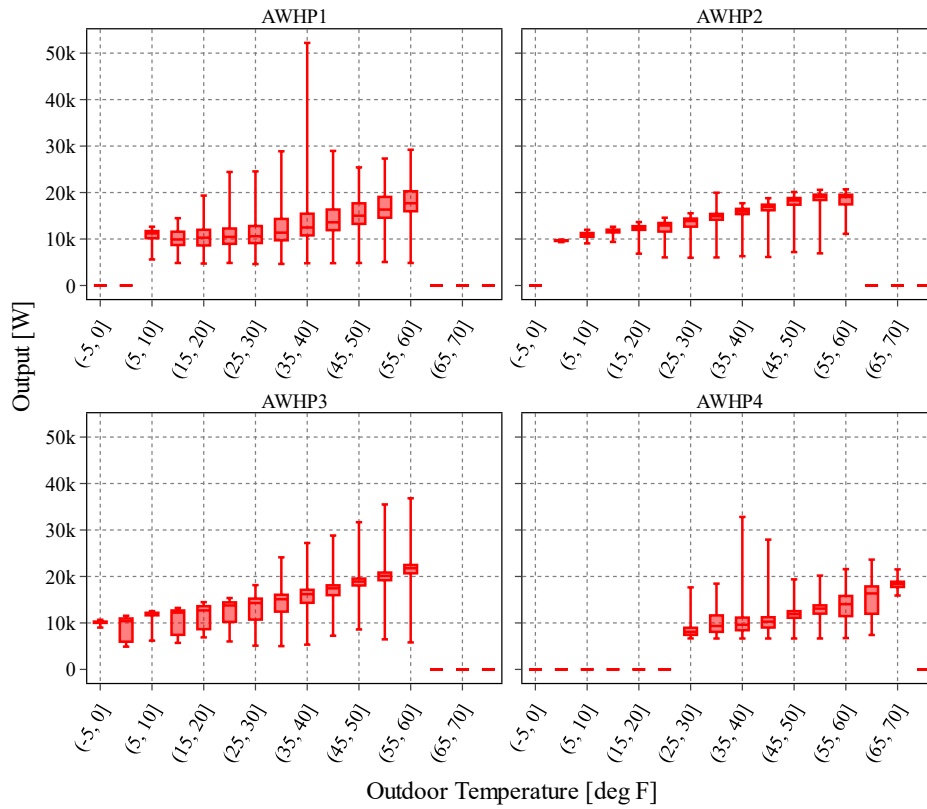 AWHP1
AWHP2
50k
40k
30k
20k
10k
0
(-5, 0]
(5, 10]
(15, 20]
(25, 30]
(35, 40]
(45, 50]
(55, 60]
(65, 70]
(-5, 0]
(5, 10]
(15, 20]
(25, 30]
(35, 40]
(45, 50]
(55, 60]
(65, 70]
Output [W]
AWHP3
AWHP4
50k
40k
30k
20k
10k
0
(-5, 0]
(5, 10]
(15, 20]
(25, 30]
(35, 40]
(45, 50]
(55, 60]
(65, 70]
(-5, 0]
(5, 10]
(15, 20]
(25, 30]
(35, 40]
(45, 50]
(55, 60]
(65, 70]
Outdoor Temperature [deg F]